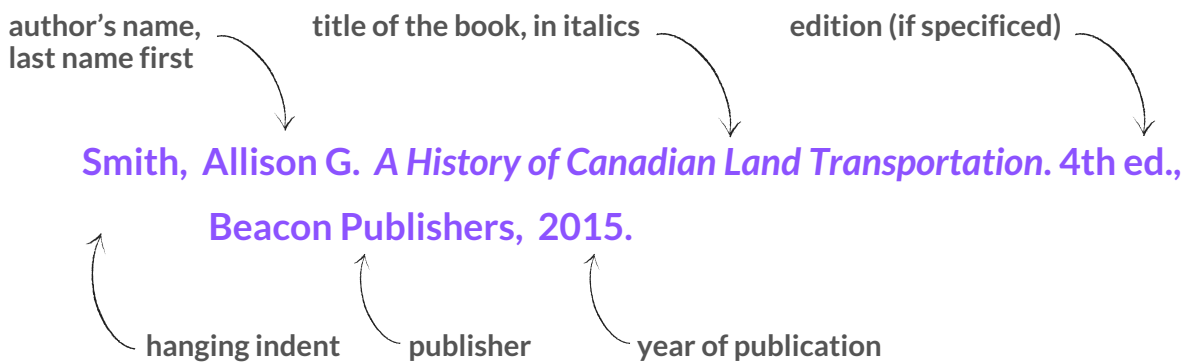 author's name,
last name first
title of the book, in italics
edition (if specificed)
Smith, Allison G. A History of Canadian Land Transportation. 4th ed.,
Beacon Publishers, 2015.
hanging indent
publisher
year of publication